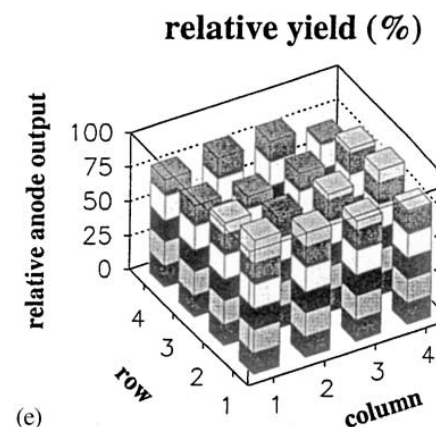 relative yield (%)
relative anode output
100
75
50
25
0
4
3
2
1
row
1
2
3
4
column
(e)